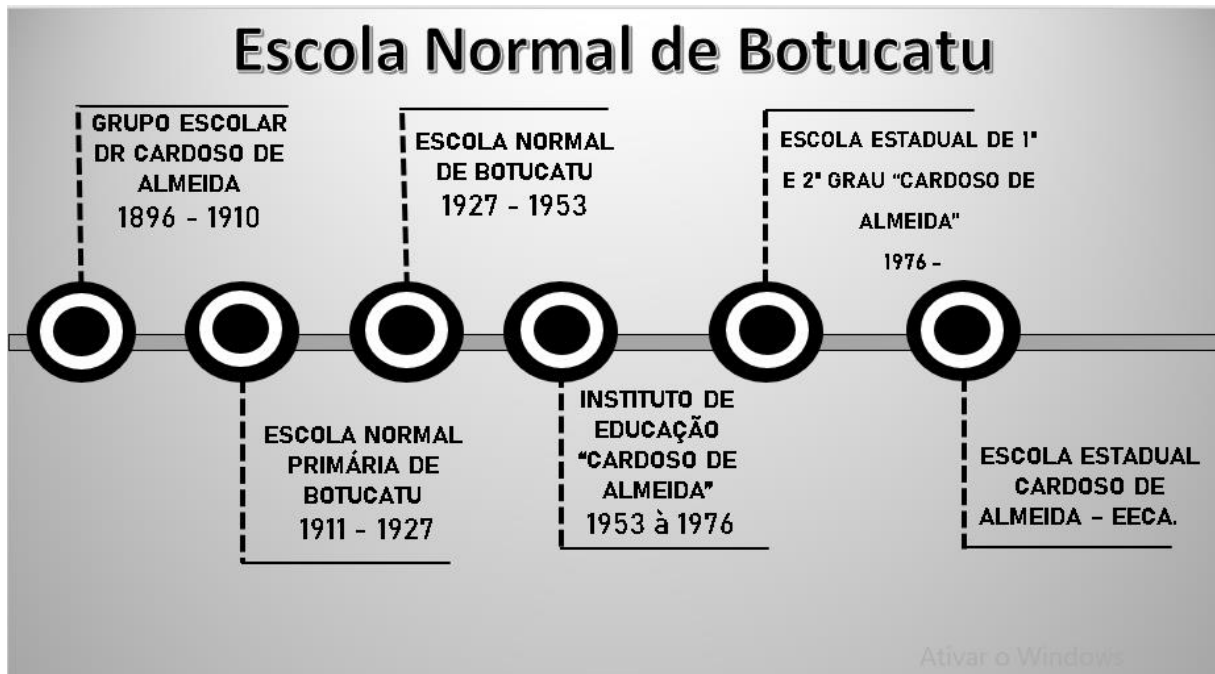 Escola Normal de Botucatu
GRUPO ESCOLAR
DR CARDOSO DE
ALMEIDA
1896 - 1910
ESCOLA NORMAL
PRIMÁRIA DE
BOTUCATU
1911 - 1927
ESCOLA NORMAL
DE BOTUCATU
1927 - 1953
INSTITUTO DE
EDUCAÇÃO
"CARDOSO DE
ALMEIDA"
1953 à 1976
ESCOLA ESTADUAL DE 1º
E 2º GRAU "CARDOSO DE
ALMEIDA"
1976 -
ESCOLA ESTADUAL
CARDOSO DE
ALMEIDA - EECA.
Ativar o Windows